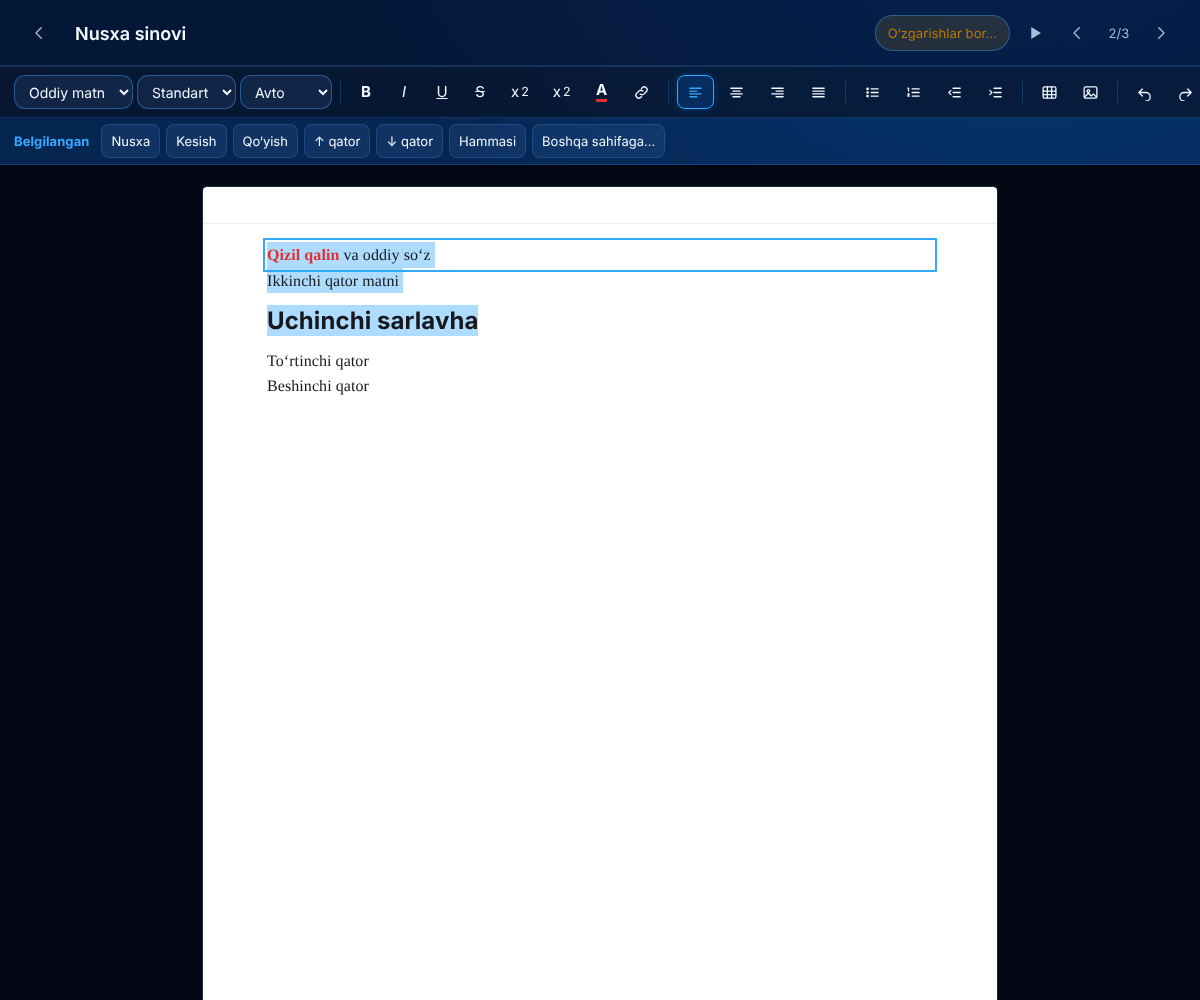 Nusxa sinovi
O‘zgarishlar bor...
2/3
Oddiy matn
Standart
Avto
B
I
U
S
x2
x2
A
Belgilangan
Nusxa
Kesish
Qo‘yish
↑ qator
↓ qator
Hammasi
Boshqa sahifaga...
Qizil qalin va oddiy so‘z
Ikkinchi qator matni
Uchinchi sarlavha
To‘rtinchi qator
Beshinchi qator